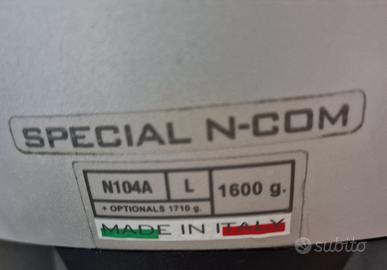 SPECIAL N-COM
N104A L 1600 g.
+ OPTIONALS 1710 g.
MADE IN ITALY
subito